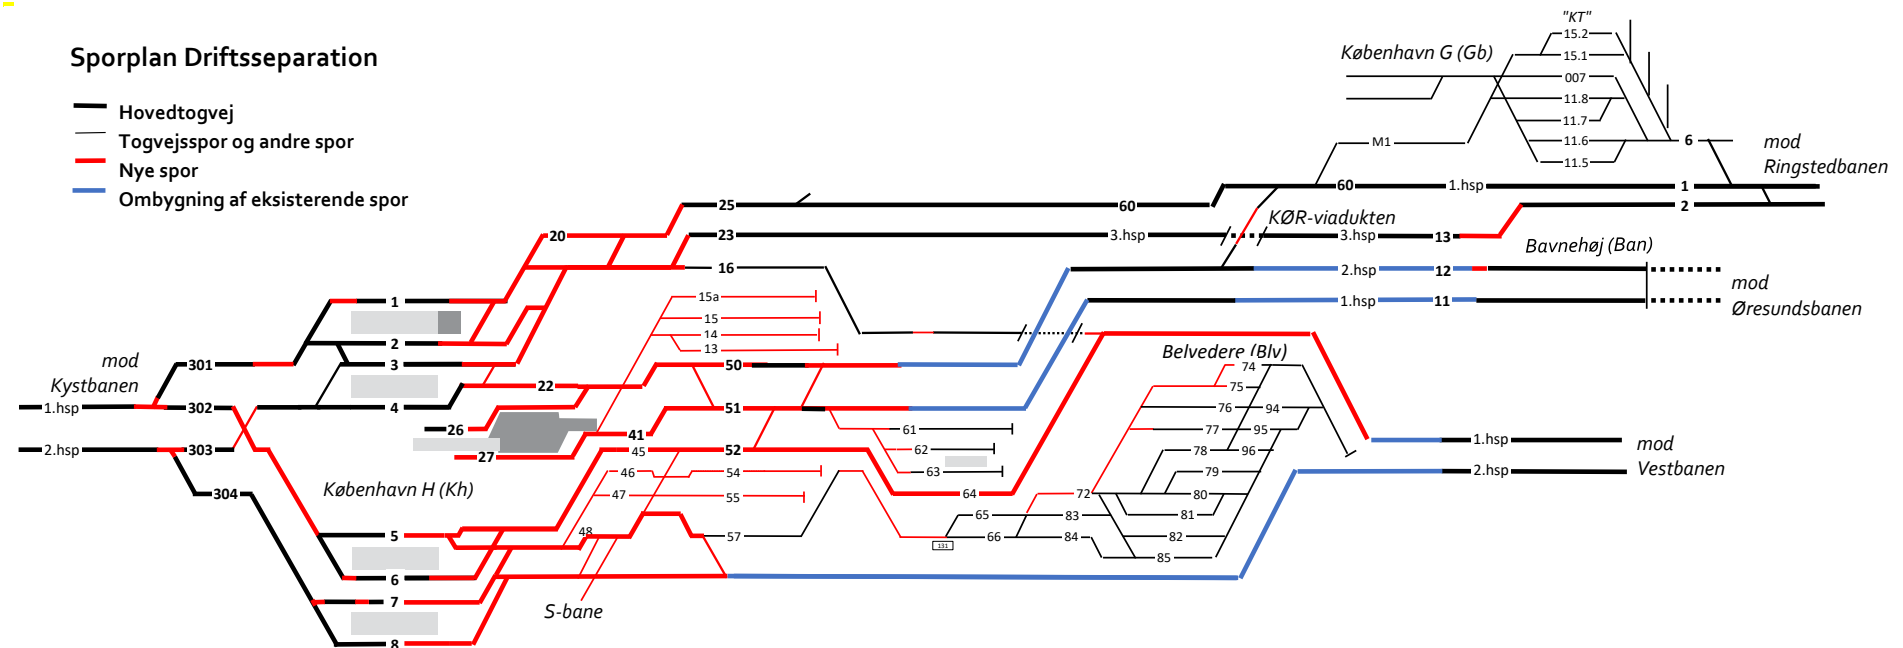 Sporplan Driftsseparation
Hovedtogvej
Togvejsspor og andre spor
Nye spor
Ombygning af eksisterende spor
"KT"
København G (Gb)
15.2
15.1
007
11.8
11.7
11.6
11.5
M1
6
mod
Ringstedbanen
60
1.hsp
1
2
25
60
KØR-viadukten
20
23
3.hsp
3.hsp
13
Bavnehøj (Ban)
16
2.hsp
12
mod
Øresundsbanen
1.hsp
11
15a
15
14
13
1
2
3
4
mod
Kystbanen
301
1.hsp
302
2.hsp
303
304
22
26
27
41
45
46
47
48
50
51
52
54
55
57
61
62
63
64
Belvedere (Blv)
74
75
76
94
77
95
78
96
79
72
80
81
65
83
66
84
82
85
131
1.hsp
2.hsp
mod
Vestbanen
København H (Kh)
5
6
7
8
S-bane